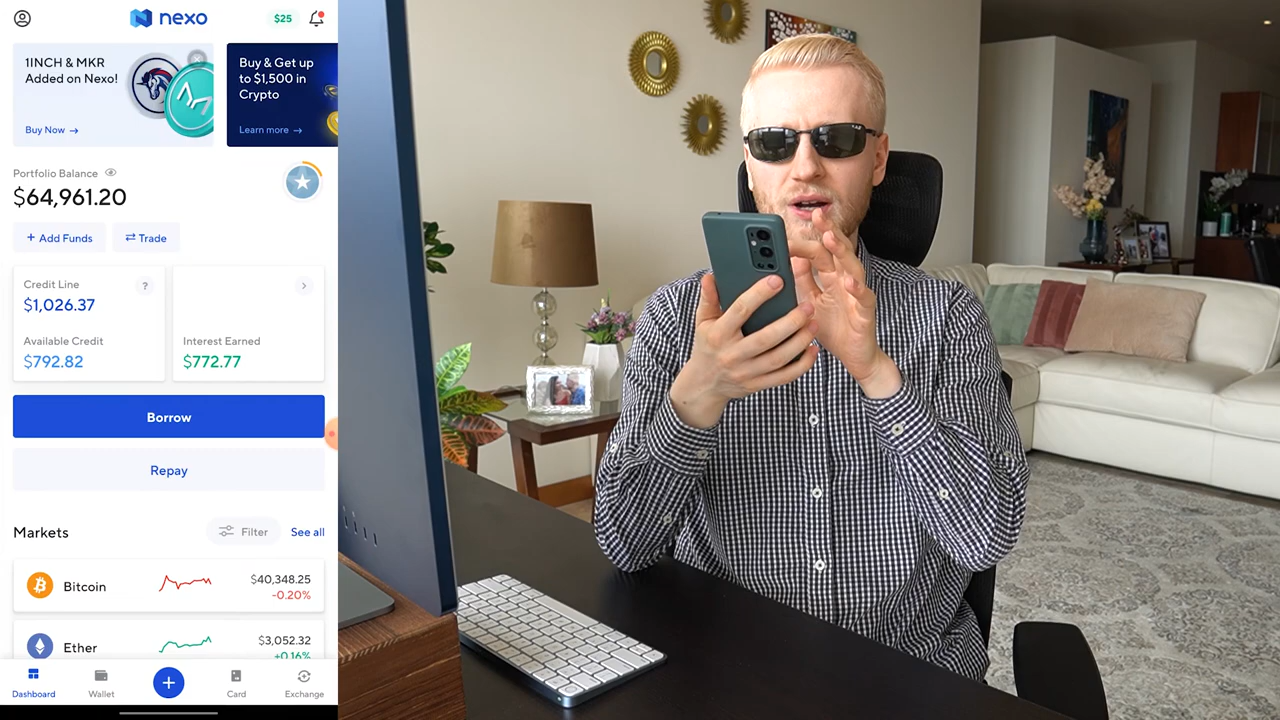 nexo
$25
1INCH & MKR
Added on Nexo!
Buy Now →
Buy & Get up
to $1,500 in
Crypto
Learn more →
Portfolio Balance
$64,961.20
+ Add Funds
⇄ Trade
Credit Line
?
$1,026.37
Available Credit
$792.82
Interest Earned
$772.77
Borrow
Repay
Markets
Filter
See all
Bitcoin
$40,348.25
-0.20%
Ether
$3,052.32
+0.16%
Dashboard
Wallet
+
Card
Exchange